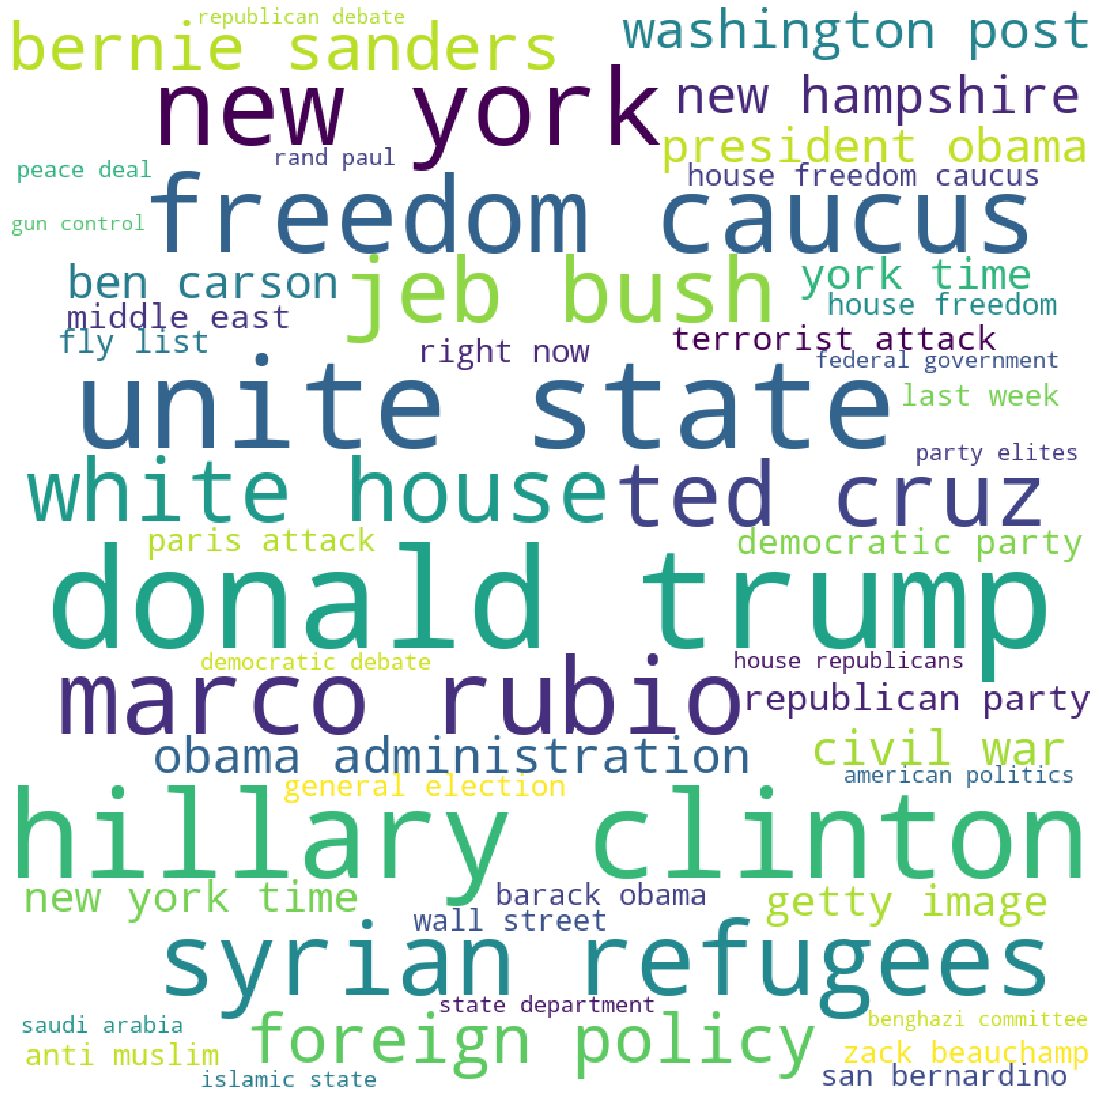 republican debate
bernie sanders
washington post
new york
new hampshire
president obama
peace deal
rand paul
house freedom caucus
gun control
freedom caucus
ben carson
jeb bush
york time
middle east
house freedom
fly list
right now
terrorist attack
federal government
unite state
last week
white house
ted cruz
party elites
paris attack
democratic party
donald trump
democratic debate
house republicans
marco rubio
republican party
obama administration
civil war
general election
american politics
hillary clinton
new york time
barack obama
getty image
wall street
syrian refugees
state department
saudi arabia
foreign policy
benghazi committee
anti muslim
zack beauchamp
islamic state
san bernardino